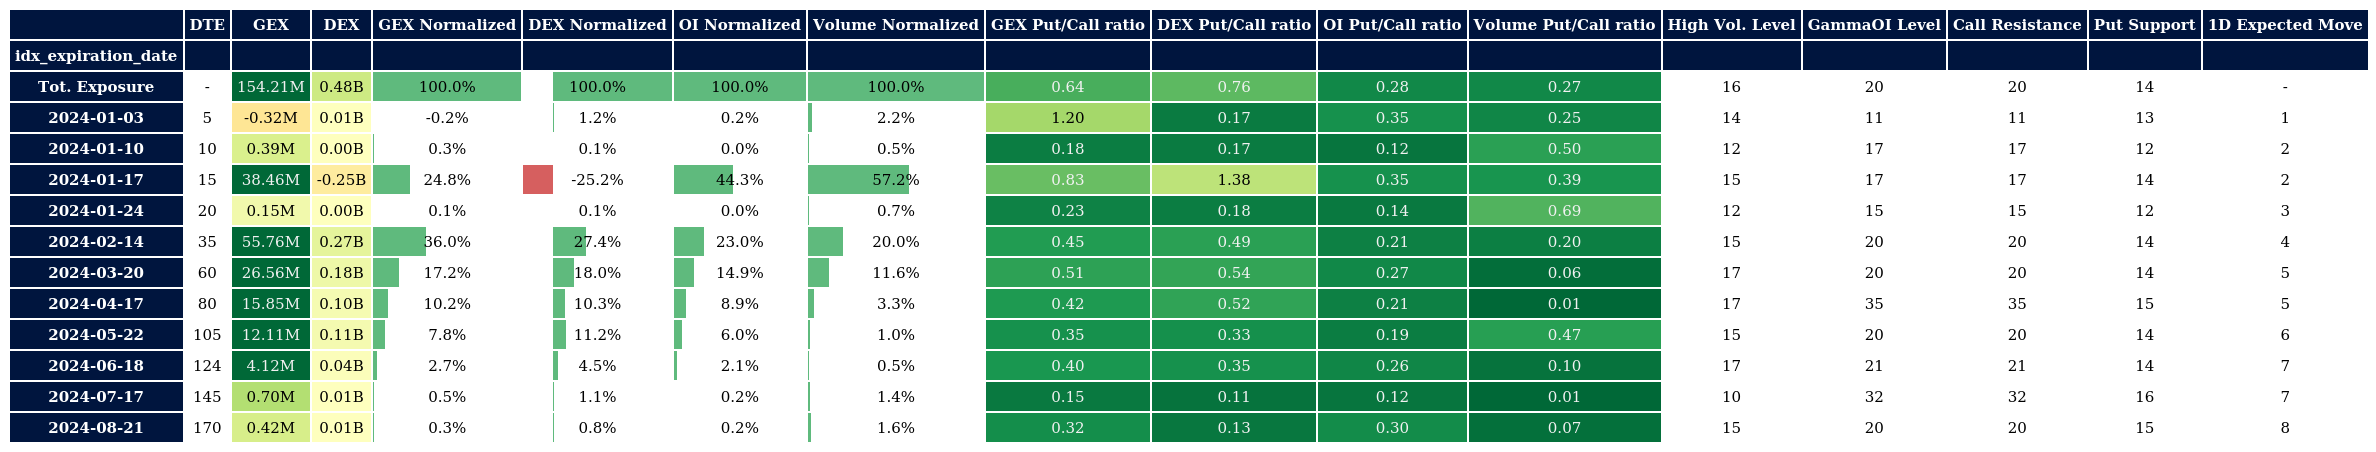 DTE GEX DEX GEX Normalized DEX Normalized OI Normalized Volume Normalized GEX Put/Call ratio DEX Put/Call ratio OI Put/Call ratio Volume Put/Call ratio High Vol. Level GammaOI Level Call Resistance Put Support 1D Expected Move
idx_expiration_date
Tot. Exposure - 154.21M 0.48B 100.0% 100.0% 100.0% 100.0% 0.64 0.76 0.28 0.27 16 20 20 14 -
2024-01-03 5 -0.32M 0.01B -0.2% 1.2% 0.2% 2.2% 1.20 0.17 0.35 0.25 14 11 11 13 1
2024-01-10 10 0.39M 0.00B 0.3% 0.1% 0.0% 0.5% 0.18 0.17 0.12 0.50 12 17 17 12 2
2024-01-17 15 38.46M -0.25B 24.8% -25.2% 44.3% 57.2% 0.83 1.38 0.35 0.39 15 17 17 14 2
2024-01-24 20 0.15M 0.00B 0.1% 0.1% 0.0% 0.7% 0.23 0.18 0.14 0.69 12 15 15 12 3
2024-02-14 35 55.76M 0.27B 36.0% 27.4% 23.0% 20.0% 0.45 0.49 0.21 0.20 15 20 20 14 4
2024-03-20 60 26.56M 0.18B 17.2% 18.0% 14.9% 11.6% 0.51 0.54 0.27 0.06 17 20 20 14 5
2024-04-17 80 15.85M 0.10B 10.2% 10.3% 8.9% 3.3% 0.42 0.52 0.21 0.01 17 35 35 15 5
2024-05-22 105 12.11M 0.11B 7.8% 11.2% 6.0% 1.0% 0.35 0.33 0.19 0.47 15 20 20 14 6
2024-06-18 124 4.12M 0.04B 2.7% 4.5% 2.1% 0.5% 0.40 0.35 0.26 0.10 17 21 21 14 7
2024-07-17 145 0.70M 0.01B 0.5% 1.1% 0.2% 1.4% 0.15 0.11 0.12 0.01 10 32 32 16 7
2024-08-21 170 0.42M 0.01B 0.3% 0.8% 0.2% 1.6% 0.32 0.13 0.30 0.07 15 20 20 15 8